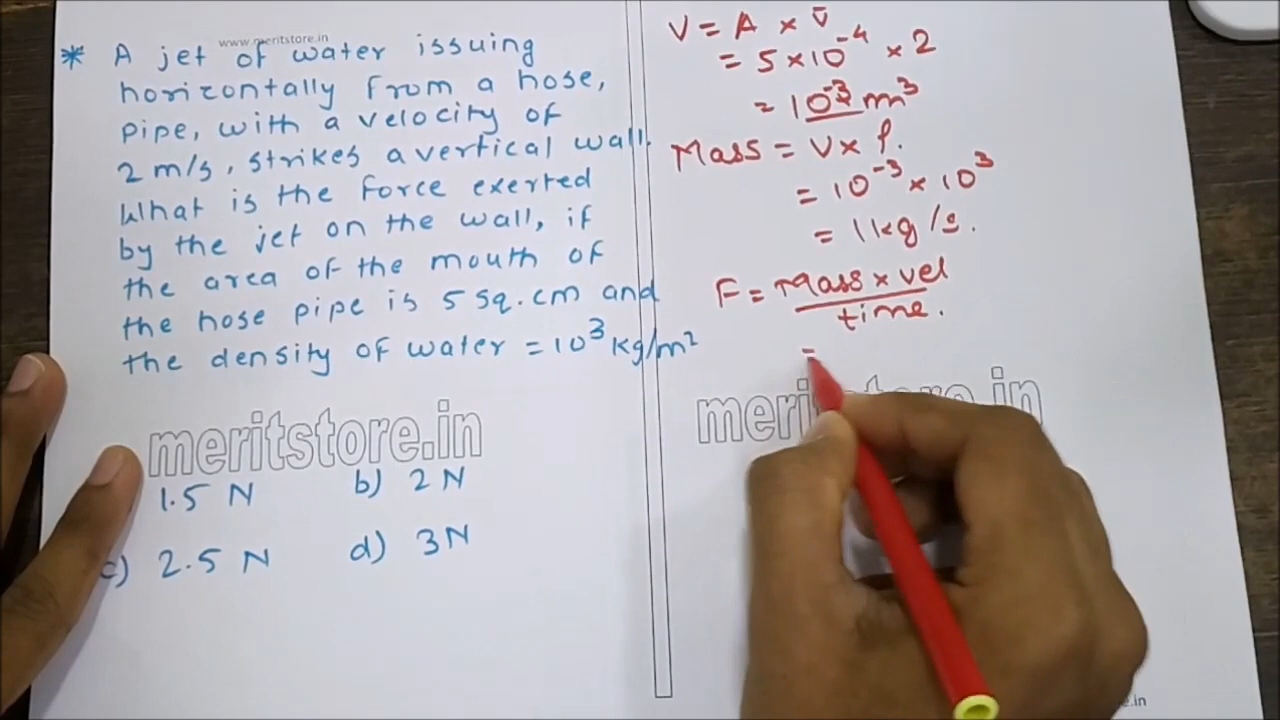 www.meritstore.in
* A jet of water issuing
horizontally from a hose,
pipe, with a velocity of
2 m/s, strikes a vertical wall.
What is the force exerted
by the jet on the wall, if
the area of the mouth of
the hose pipe is 5 sq.cm and
the density of water = 10³ kg/m²
meritstore.in
1.5 N b) 2 N
c) 2.5 N d) 3N
V = A × v̄
= 5×10⁻⁴ × 2
= 10⁻³ m³
Mass = V × ρ.
= 10⁻³ × 10³
= 1 kg/s.
F = Mass × vel
time.
=